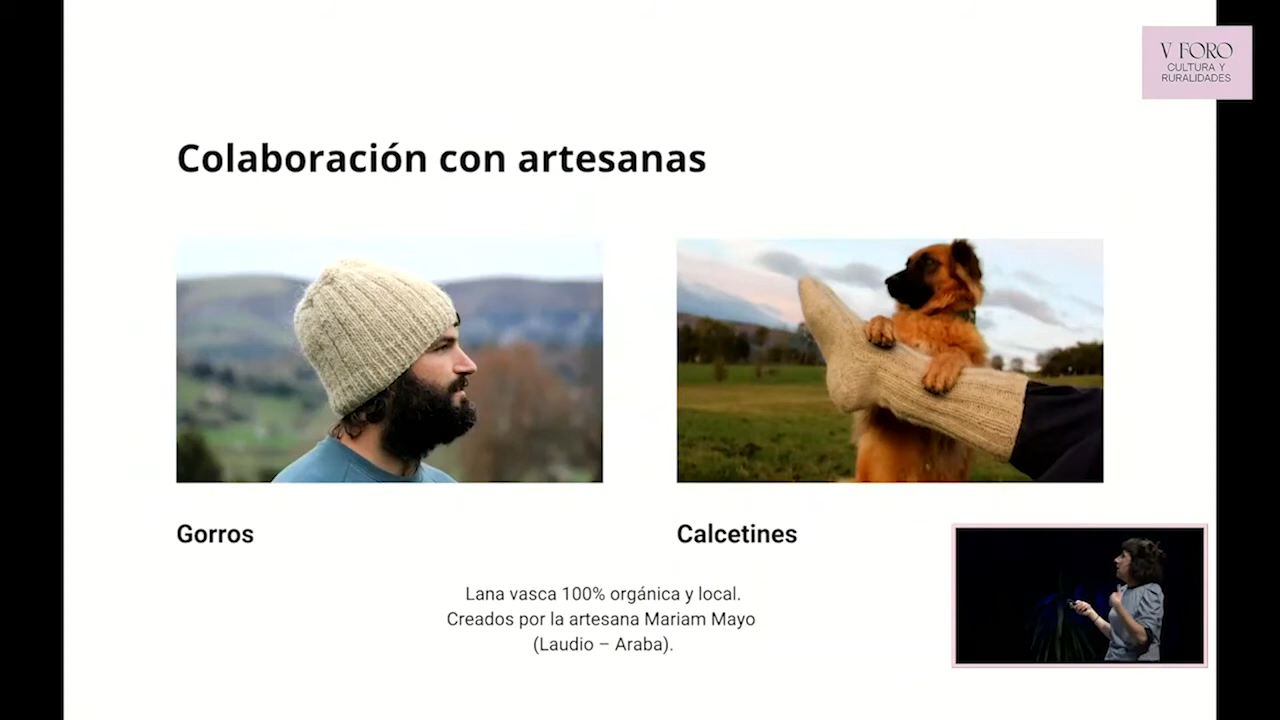 V FORO
CULTURA Y
RURALIDADES
Colaboración con artesanas
Gorros
Calcetines
Lana vasca 100% orgánica y local.
Creados por la artesana Mariam Mayo
(Laudio – Araba).